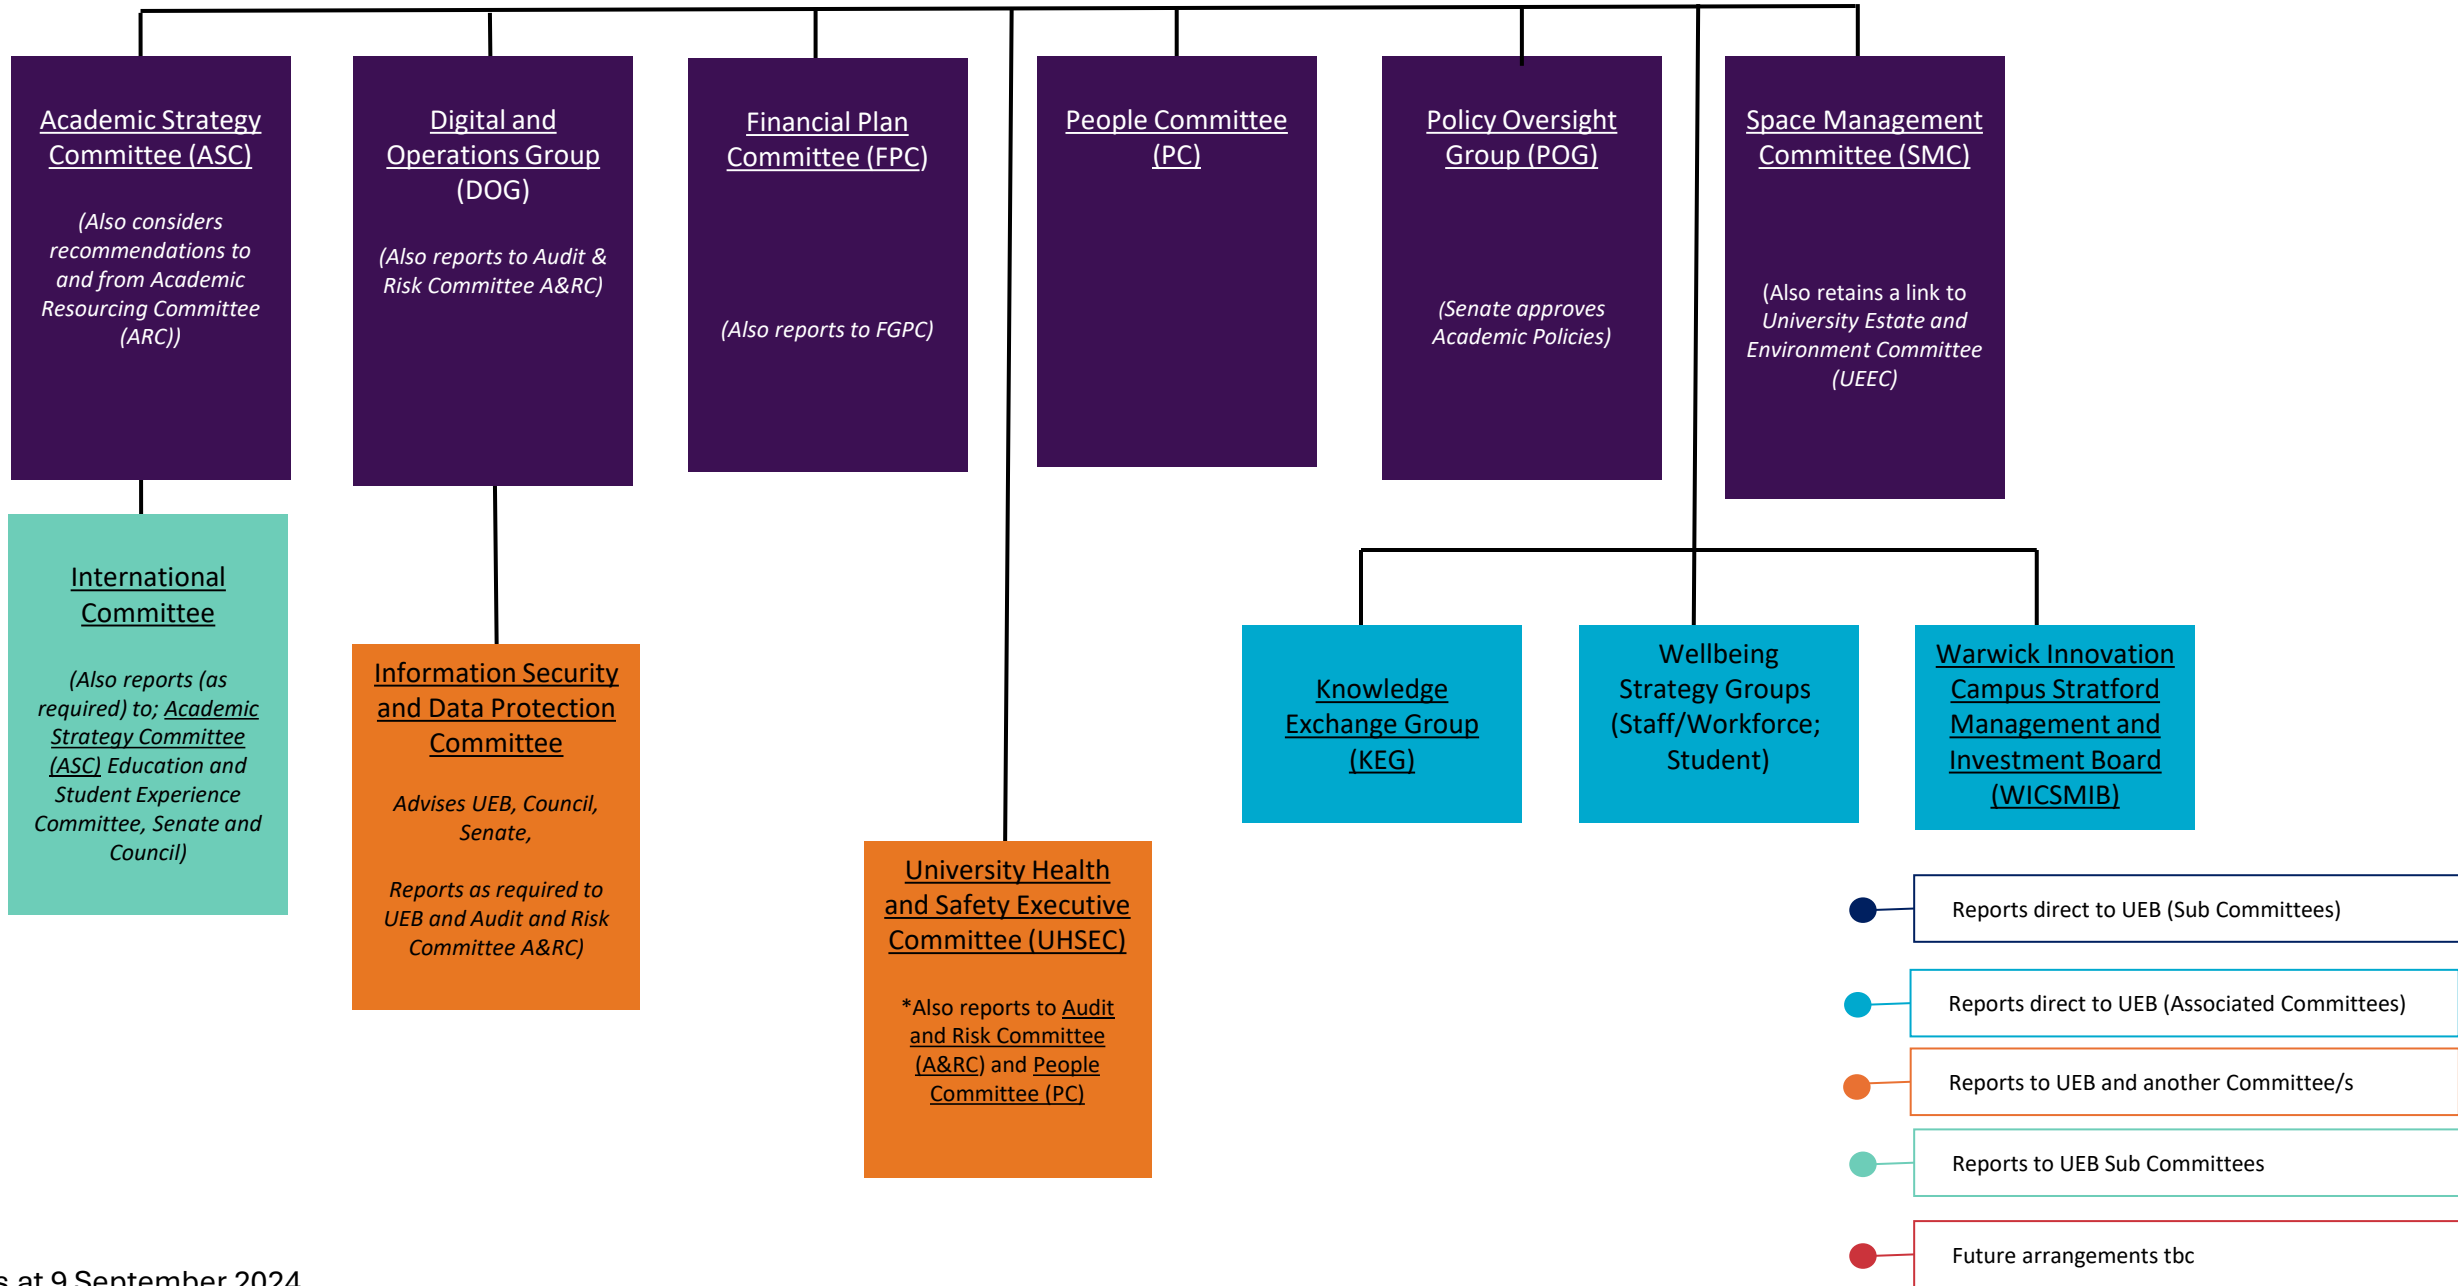 Academic Strategy
Committee (ASC)
(Also considers
recommendations to
and from Academic
Resourcing Committee
(ARC))
Digital and
Operations Group
(DOG)
(Also reports to Audit &
Risk Committee A&RC)
Financial Plan
Committee (FPC)
(Also reports to FGPC)
People Committee
(PC)
Policy Oversight
Group (POG)
(Senate approves
Academic Policies)
Space Management
Committee (SMC)
(Also retains a link to
University Estate and
Environment Committee
(UEEC)
International
Committee
(Also reports (as
required) to; Academic
Strategy Committee
(ASC) Education and
Student Experience
Committee, Senate and
Council)
Information Security
and Data Protection
Committee
Advises UEB, Council,
Senate,
Reports as required to
UEB and Audit and Risk
Committee A&RC)
University Health
and Safety Executive
Committee (UHSEC)
*Also reports to Audit
and Risk Committee
(A&RC) and People
Committee (PC)
Knowledge
Exchange Group
(KEG)
Wellbeing
Strategy Groups
(Staff/Workforce;
Student)
Warwick Innovation
Campus Stratford
Management and
Investment Board
(WICSMIB)
Reports direct to UEB (Sub Committees)
Reports direct to UEB (Associated Committees)
Reports to UEB and another Committee/s
Reports to UEB Sub Committees
Future arrangements tbc
s at 9 September 2024